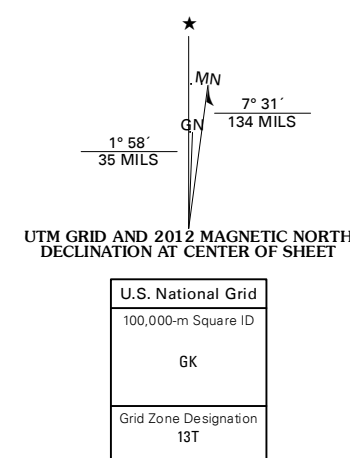 ★
MN
GN
7° 31´
134 MILS
1° 58´
35 MILS
UTM GRID AND 2012 MAGNETIC NORTH
DECLINATION AT CENTER OF SHEET
U.S. National Grid
100,000-m Square ID
GK
Grid Zone Designation
13T